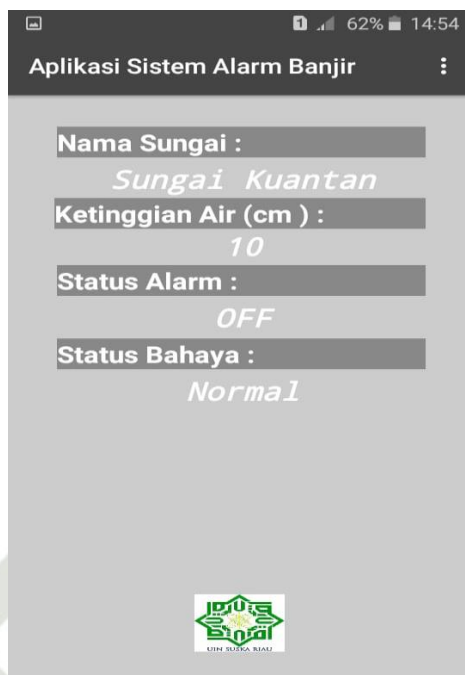 1 62% 14:54
Aplikasi Sistem Alarm Banjir
Nama Sungai :
Sungai Kuantan
Ketinggian Air (cm ) :
10
Status Alarm :
OFF
Status Bahaya :
Normal
UIN SUSKA RIAU